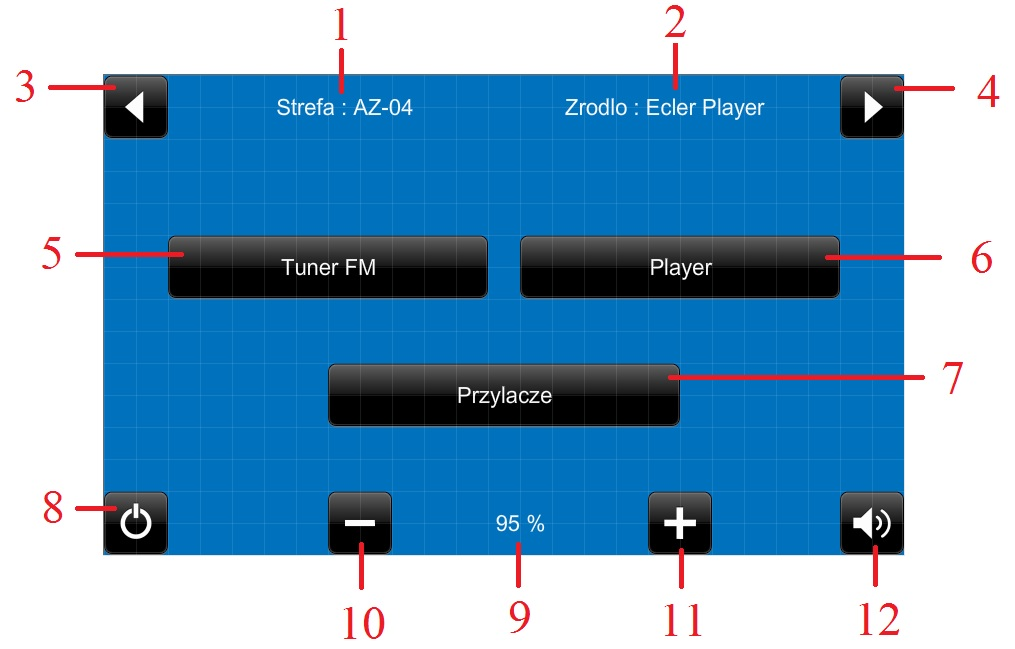 1 2
3 Strefa : AZ-04 Zrodlo : Ecler Player 4
5 Tuner FM Player 6
Przylacze 7
8 95 %
10 9 11 12